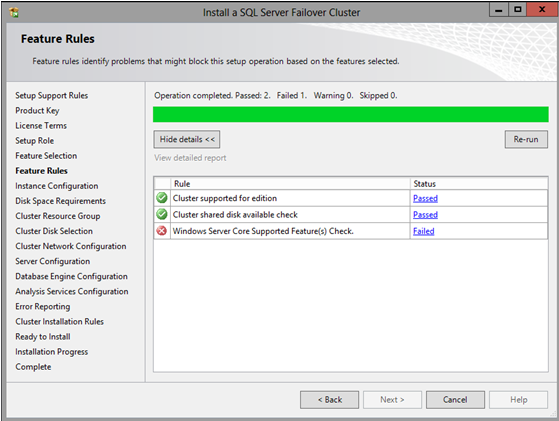 Install a SQL Server Failover Cluster
Feature Rules
Feature rules identify problems that might block this setup operation based on the features selected.
Setup Support Rules
Product Key
License Terms
Setup Role
Feature Selection
Feature Rules
Instance Configuration
Disk Space Requirements
Cluster Resource Group
Cluster Disk Selection
Cluster Network Configuration
Server Configuration
Database Engine Configuration
Analysis Services Configuration
Error Reporting
Cluster Installation Rules
Ready to Install
Installation Progress
Complete
Operation completed. Passed: 2. Failed 1. Warning 0. Skipped 0.
Hide details << Re-run
View detailed report
Rule Status
Cluster supported for edition Passed
Cluster shared disk available check Passed
Windows Server Core Supported Feature(s) Check. Failed
< Back Next > Cancel Help